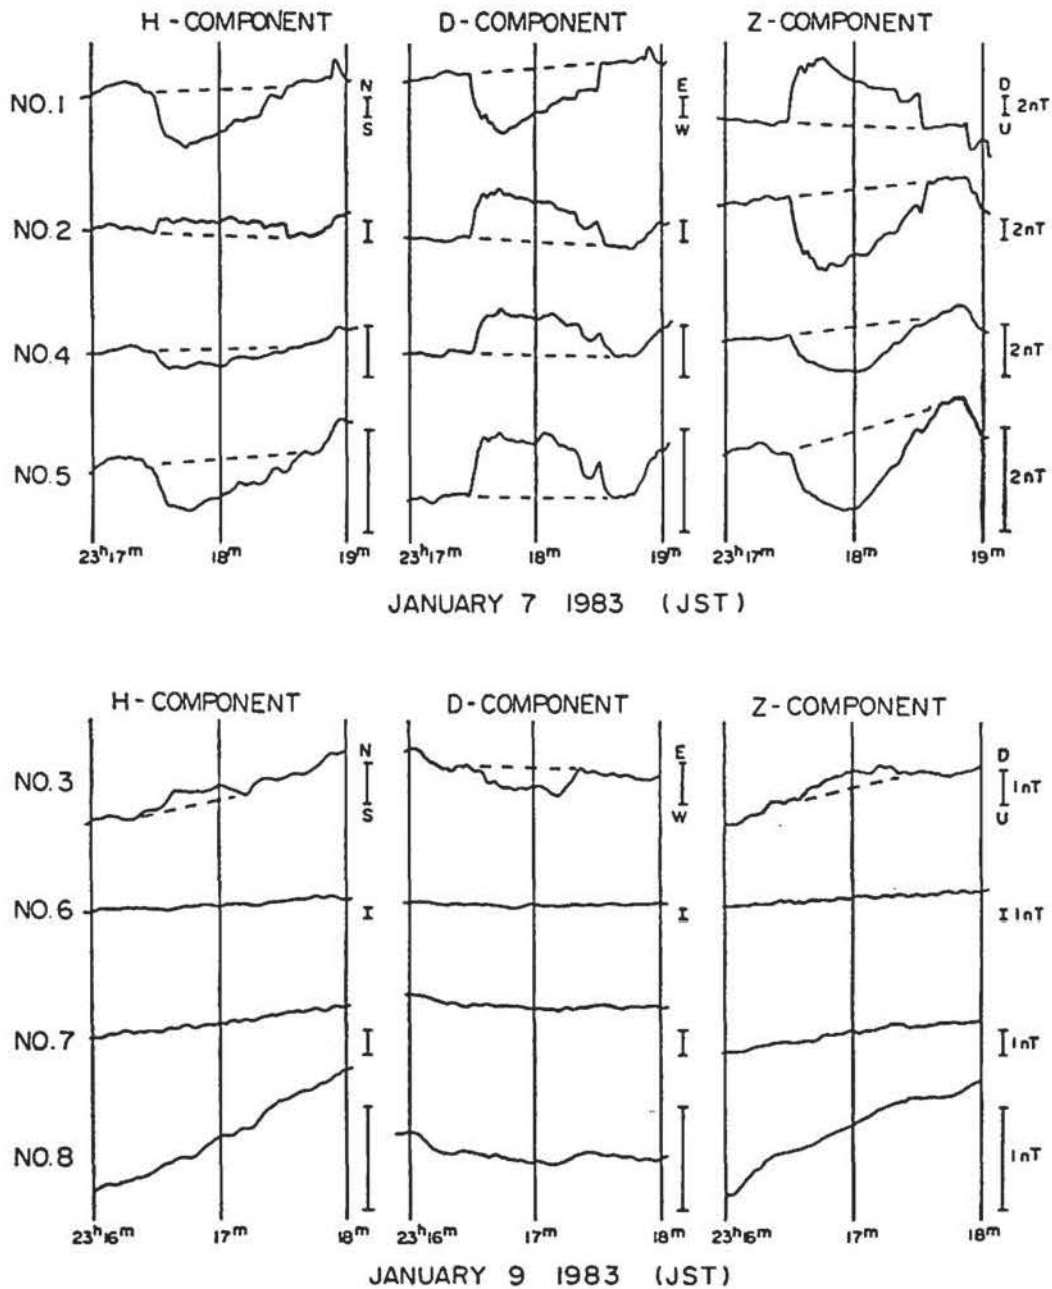 H-COMPONENT D-COMPONENT Z-COMPONENT
NO.1 N S E W D U 2nT
NO.2 2nT
NO.4 2nT
NO.5 2nT
23h17m 18m 19m 23h17m 18m 19m 23h17m 18m 19m
JANUARY 7 1983 (JST)
H-COMPONENT D-COMPONENT Z-COMPONENT
NO.3 N S E W D U 1nT
NO.6 1nT
NO.7 1nT
NO.8 1nT
23h16m 17m 18m 23h16m 17m 18m 23h16m 17m 18m
JANUARY 9 1983 (JST)